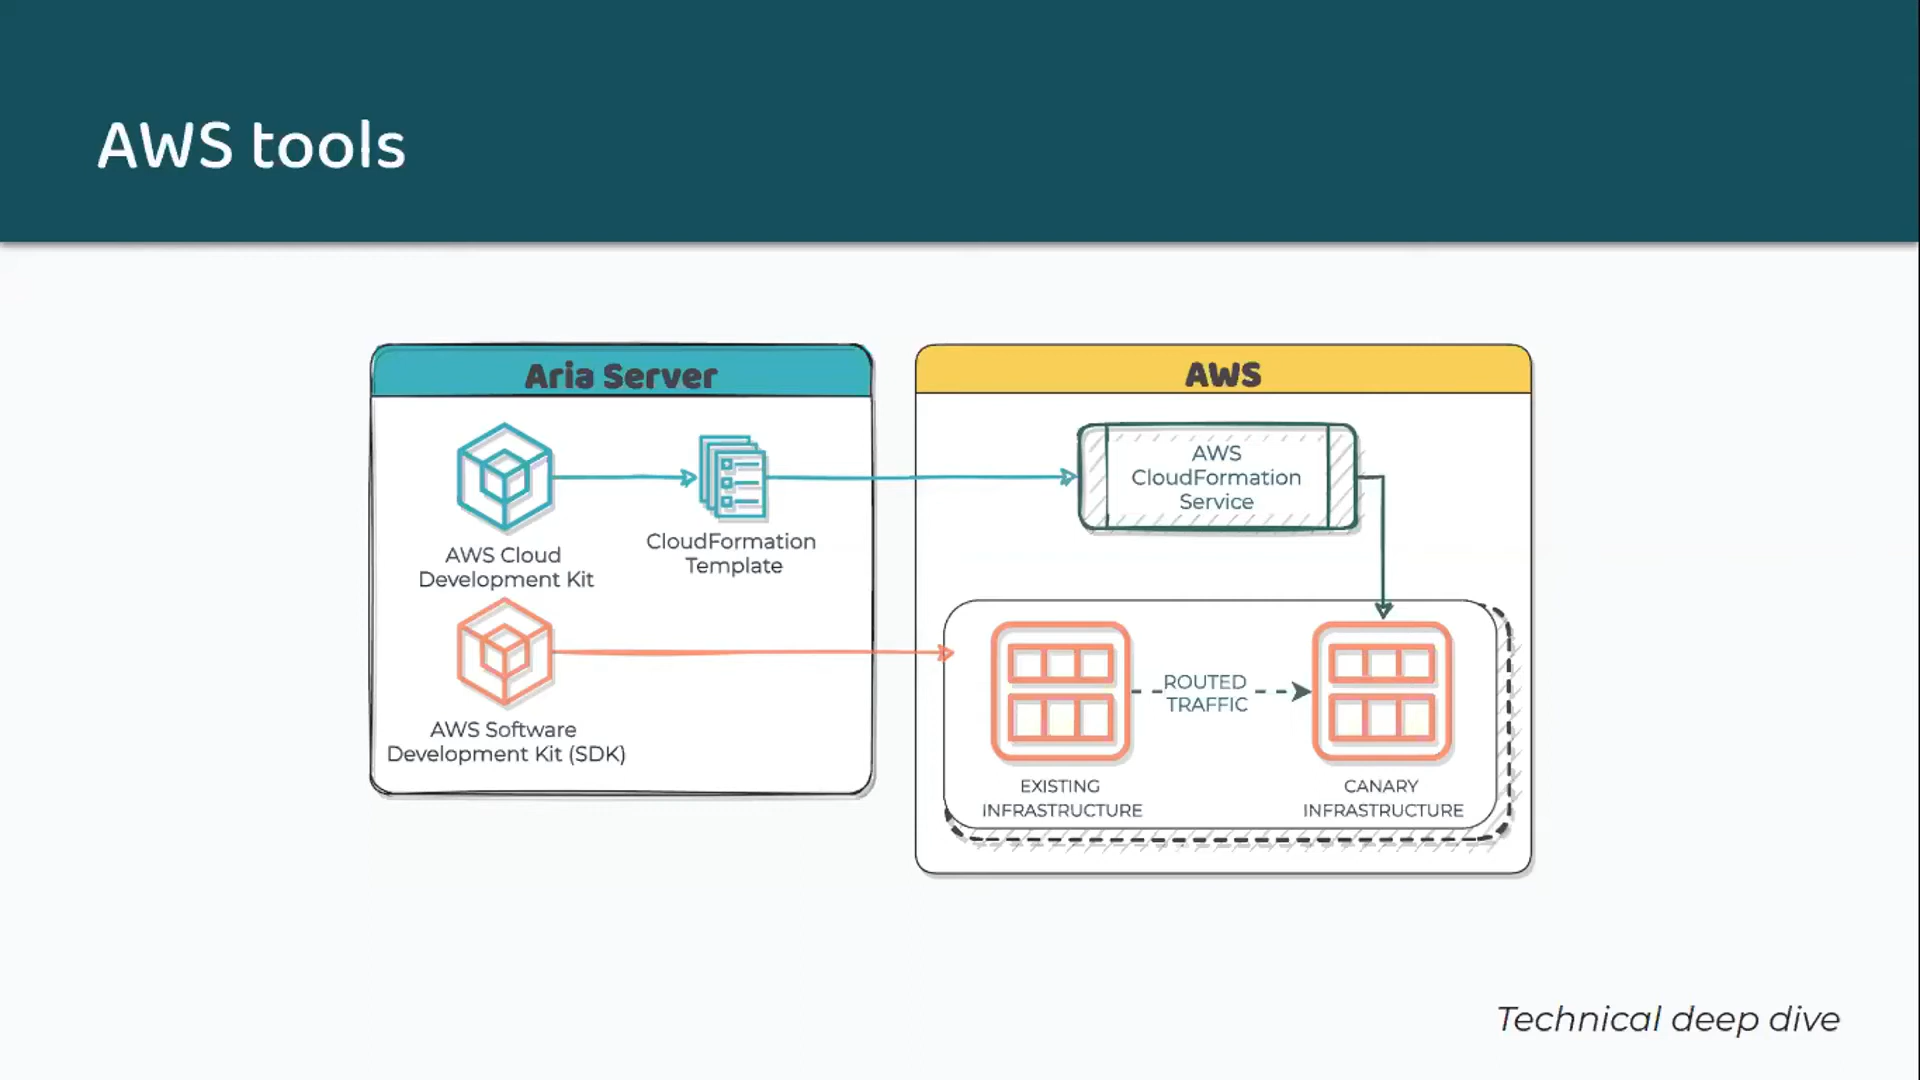 AWS tools
Aria Server
AWS
AWS Cloud
Development Kit
CloudFormation
Template
AWS
CloudFormation
Service
AWS Software
Development Kit (SDK)
ROUTED
TRAFFIC
EXISTING
INFRASTRUCTURE
CANARY
INFRASTRUCTURE
Technical deep dive